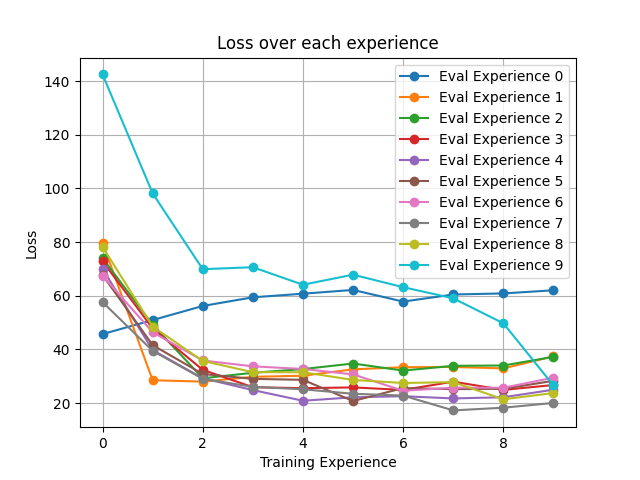 Loss over each experience
140
120
100
80
60
40
20
Loss
0 2 4 6 8
Training Experience
Eval Experience 0
Eval Experience 1
Eval Experience 2
Eval Experience 3
Eval Experience 4
Eval Experience 5
Eval Experience 6
Eval Experience 7
Eval Experience 8
Eval Experience 9